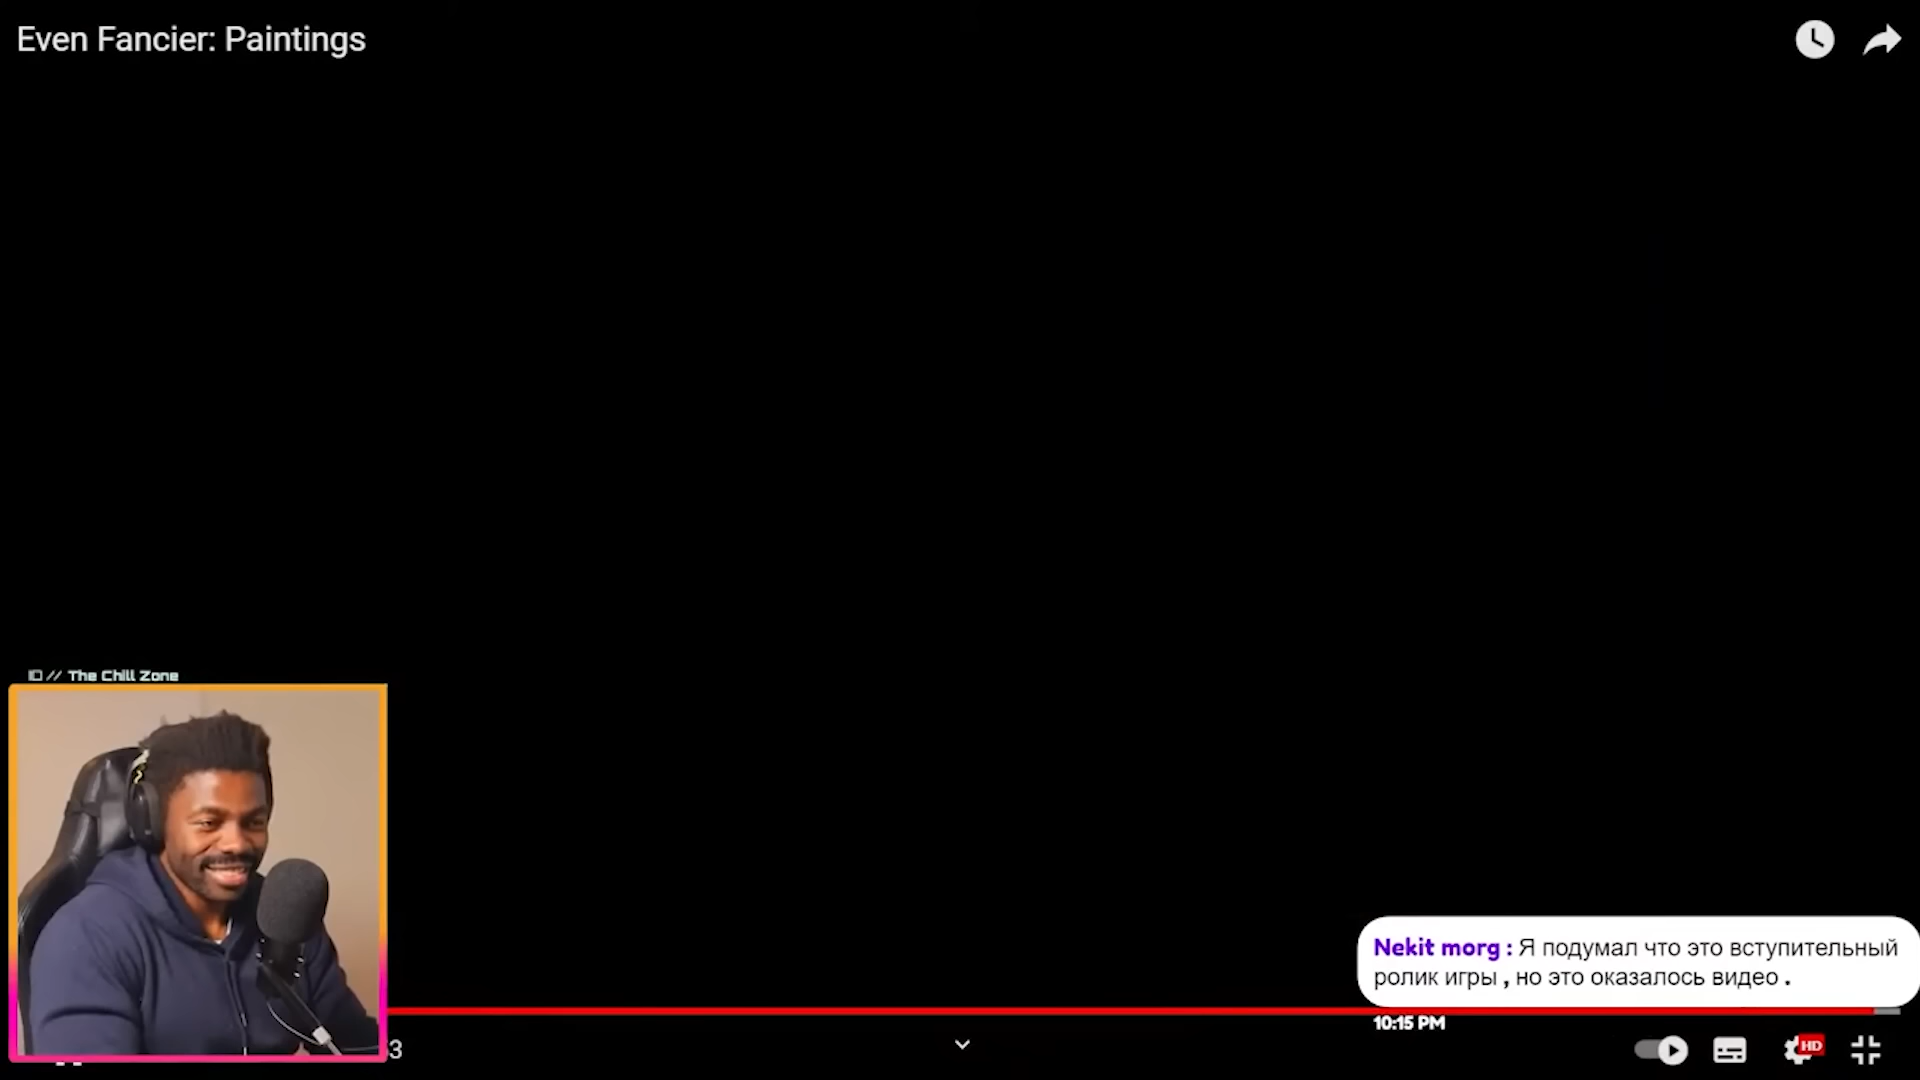 Even Fancier: Paintings
ID // The Chill Zone
Nekit morg : Я подумал что это вступительный
ролик игры , но это оказалось видео .
10:15 PM
3
HD